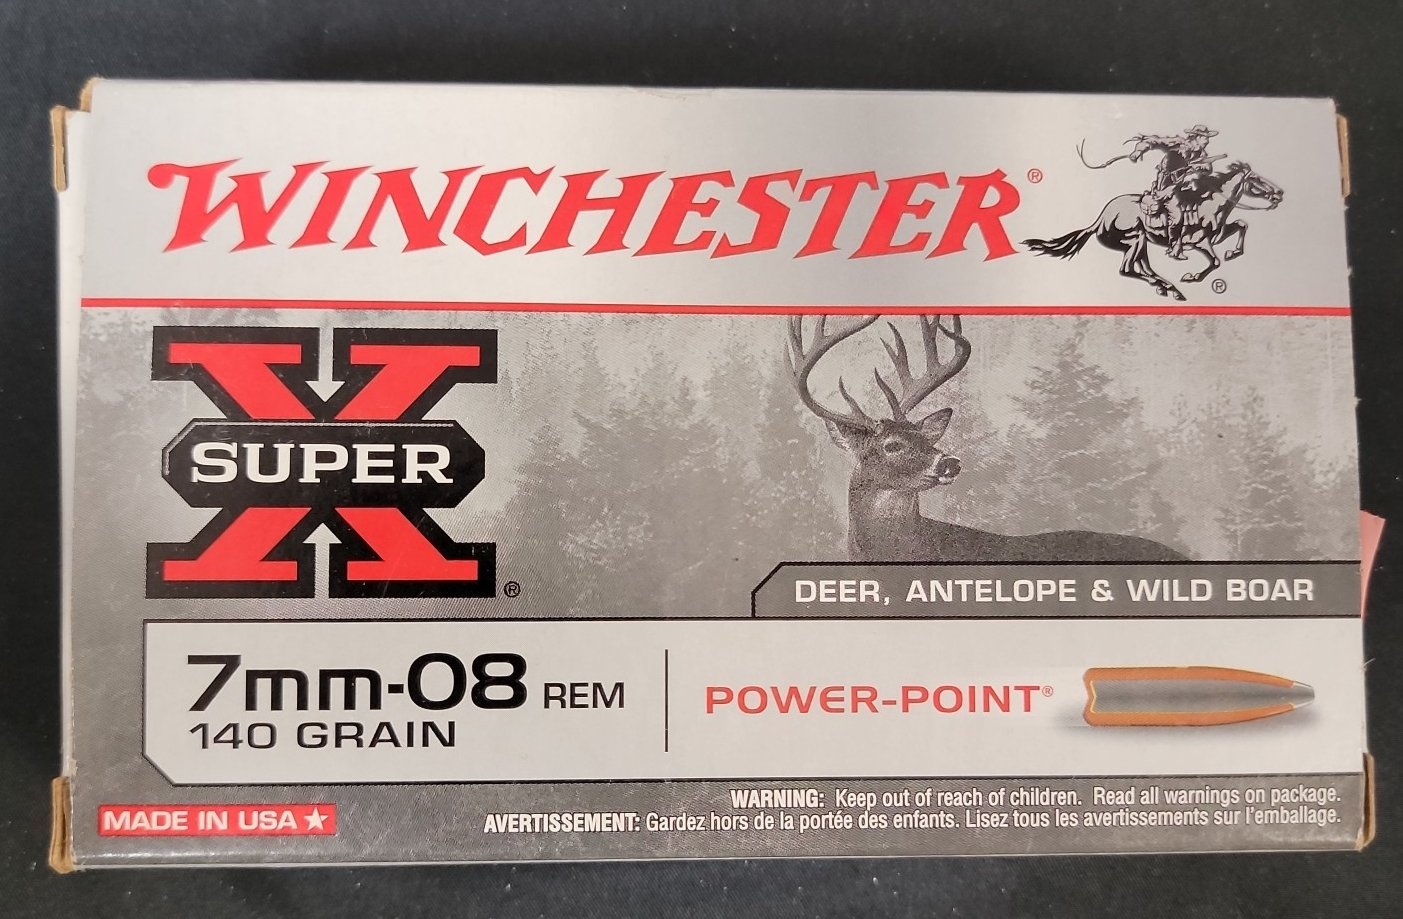 WINCHESTER®
®
SUPER X
®
DEER, ANTELOPE & WILD BOAR
7mm-08 REM
140 GRAIN
POWER-POINT®
MADE IN USA
WARNING: Keep out of reach of children. Read all warnings on package.
AVERTISSEMENT: Gardez hors de la portée des enfants. Lisez tous les avertissements sur l'emballage.